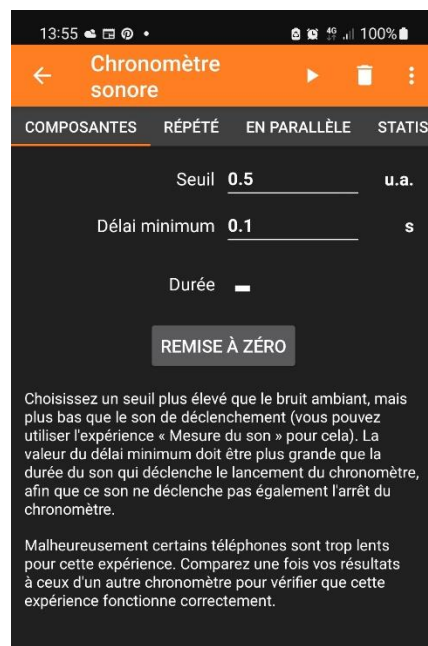 13:55 4G 100%
Chronomètre
sonore
COMPOSANTES RÉPÉTÉ EN PARALLÈLE STATIS
Seuil 0.5 u.a.
Délai minimum 0.1 s
Durée -
REMISE À ZÉRO
Choisissez un seuil plus élevé que le bruit ambiant, mais
plus bas que le son de déclenchement (vous pouvez
utiliser l'expérience « Mesure du son » pour cela). La
valeur du délai minimum doit être plus grande que la
durée du son qui déclenche le lancement du chronomètre,
afin que ce son ne déclenche pas également l'arrêt du
chronomètre.
Malheureusement certains téléphones sont trop lents
pour cette expérience. Comparez une fois vos résultats
à ceux d'un autre chronomètre pour vérifier que cette
expérience fonctionne correctement.